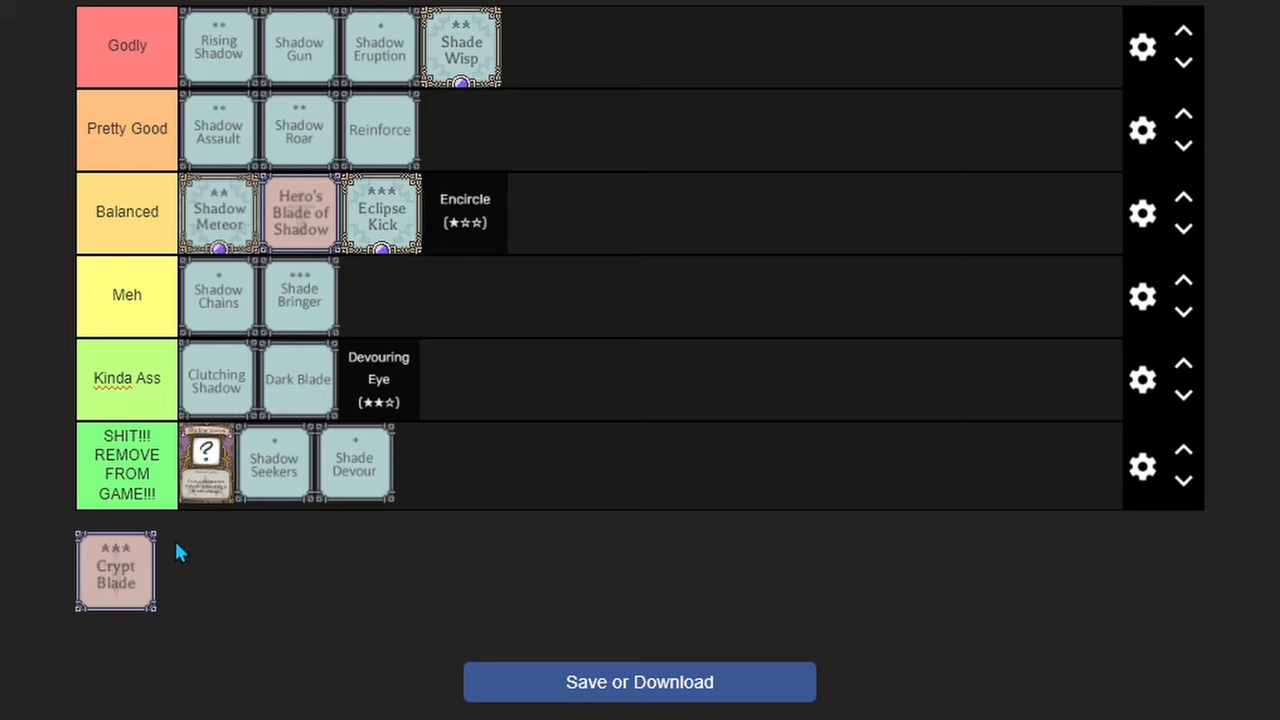 Godly
**
Rising
Shadow
Shadow
Gun
Shadow
Eruption
★★
Shade
Wisp
Pretty Good
**
Shadow
Assault
**
Shadow
Roar
Reinforce
Balanced
★★
Shadow
Meteor
Hero's
Blade of
Shadow
★★★
Eclipse
Kick
Encircle
(★☆☆)
Meh
*
Shadow
Chains
***
Shade
Bringer
Kinda Ass
Clutching
Shadow
Dark Blade
Devouring
Eye
(★★☆)
SHIT!!!
REMOVE
FROM
GAME!!!
?
*
Shadow
Seekers
Shade
Devour
★★★
Crypt
Blade
Save or Download